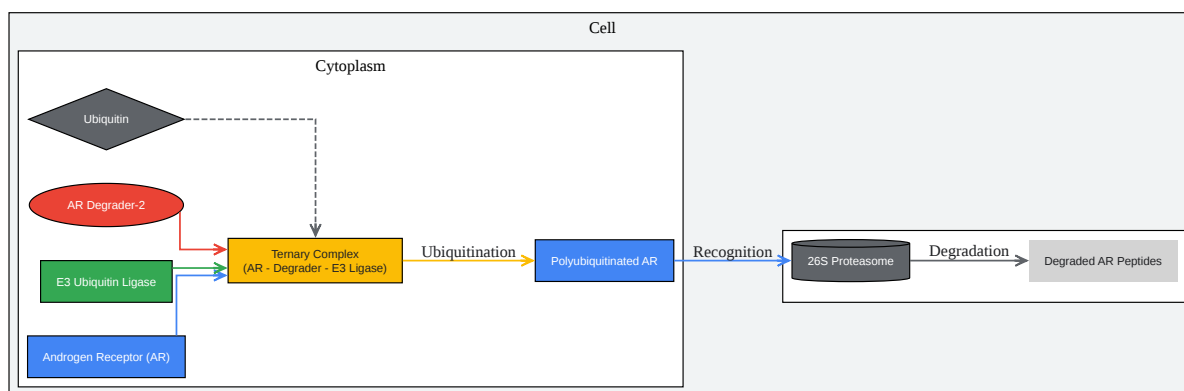 Cell
Cytoplasm
Ubiquitin
AR Degrader-2
E3 Ubiquitin Ligase
Androgen Receptor (AR)
Ternary Complex
(AR - Degrader - E3 Ligase)
Ubiquitination
Polyubiquitinated AR
Recognition
26S Proteasome
Degradation
Degraded AR Peptides